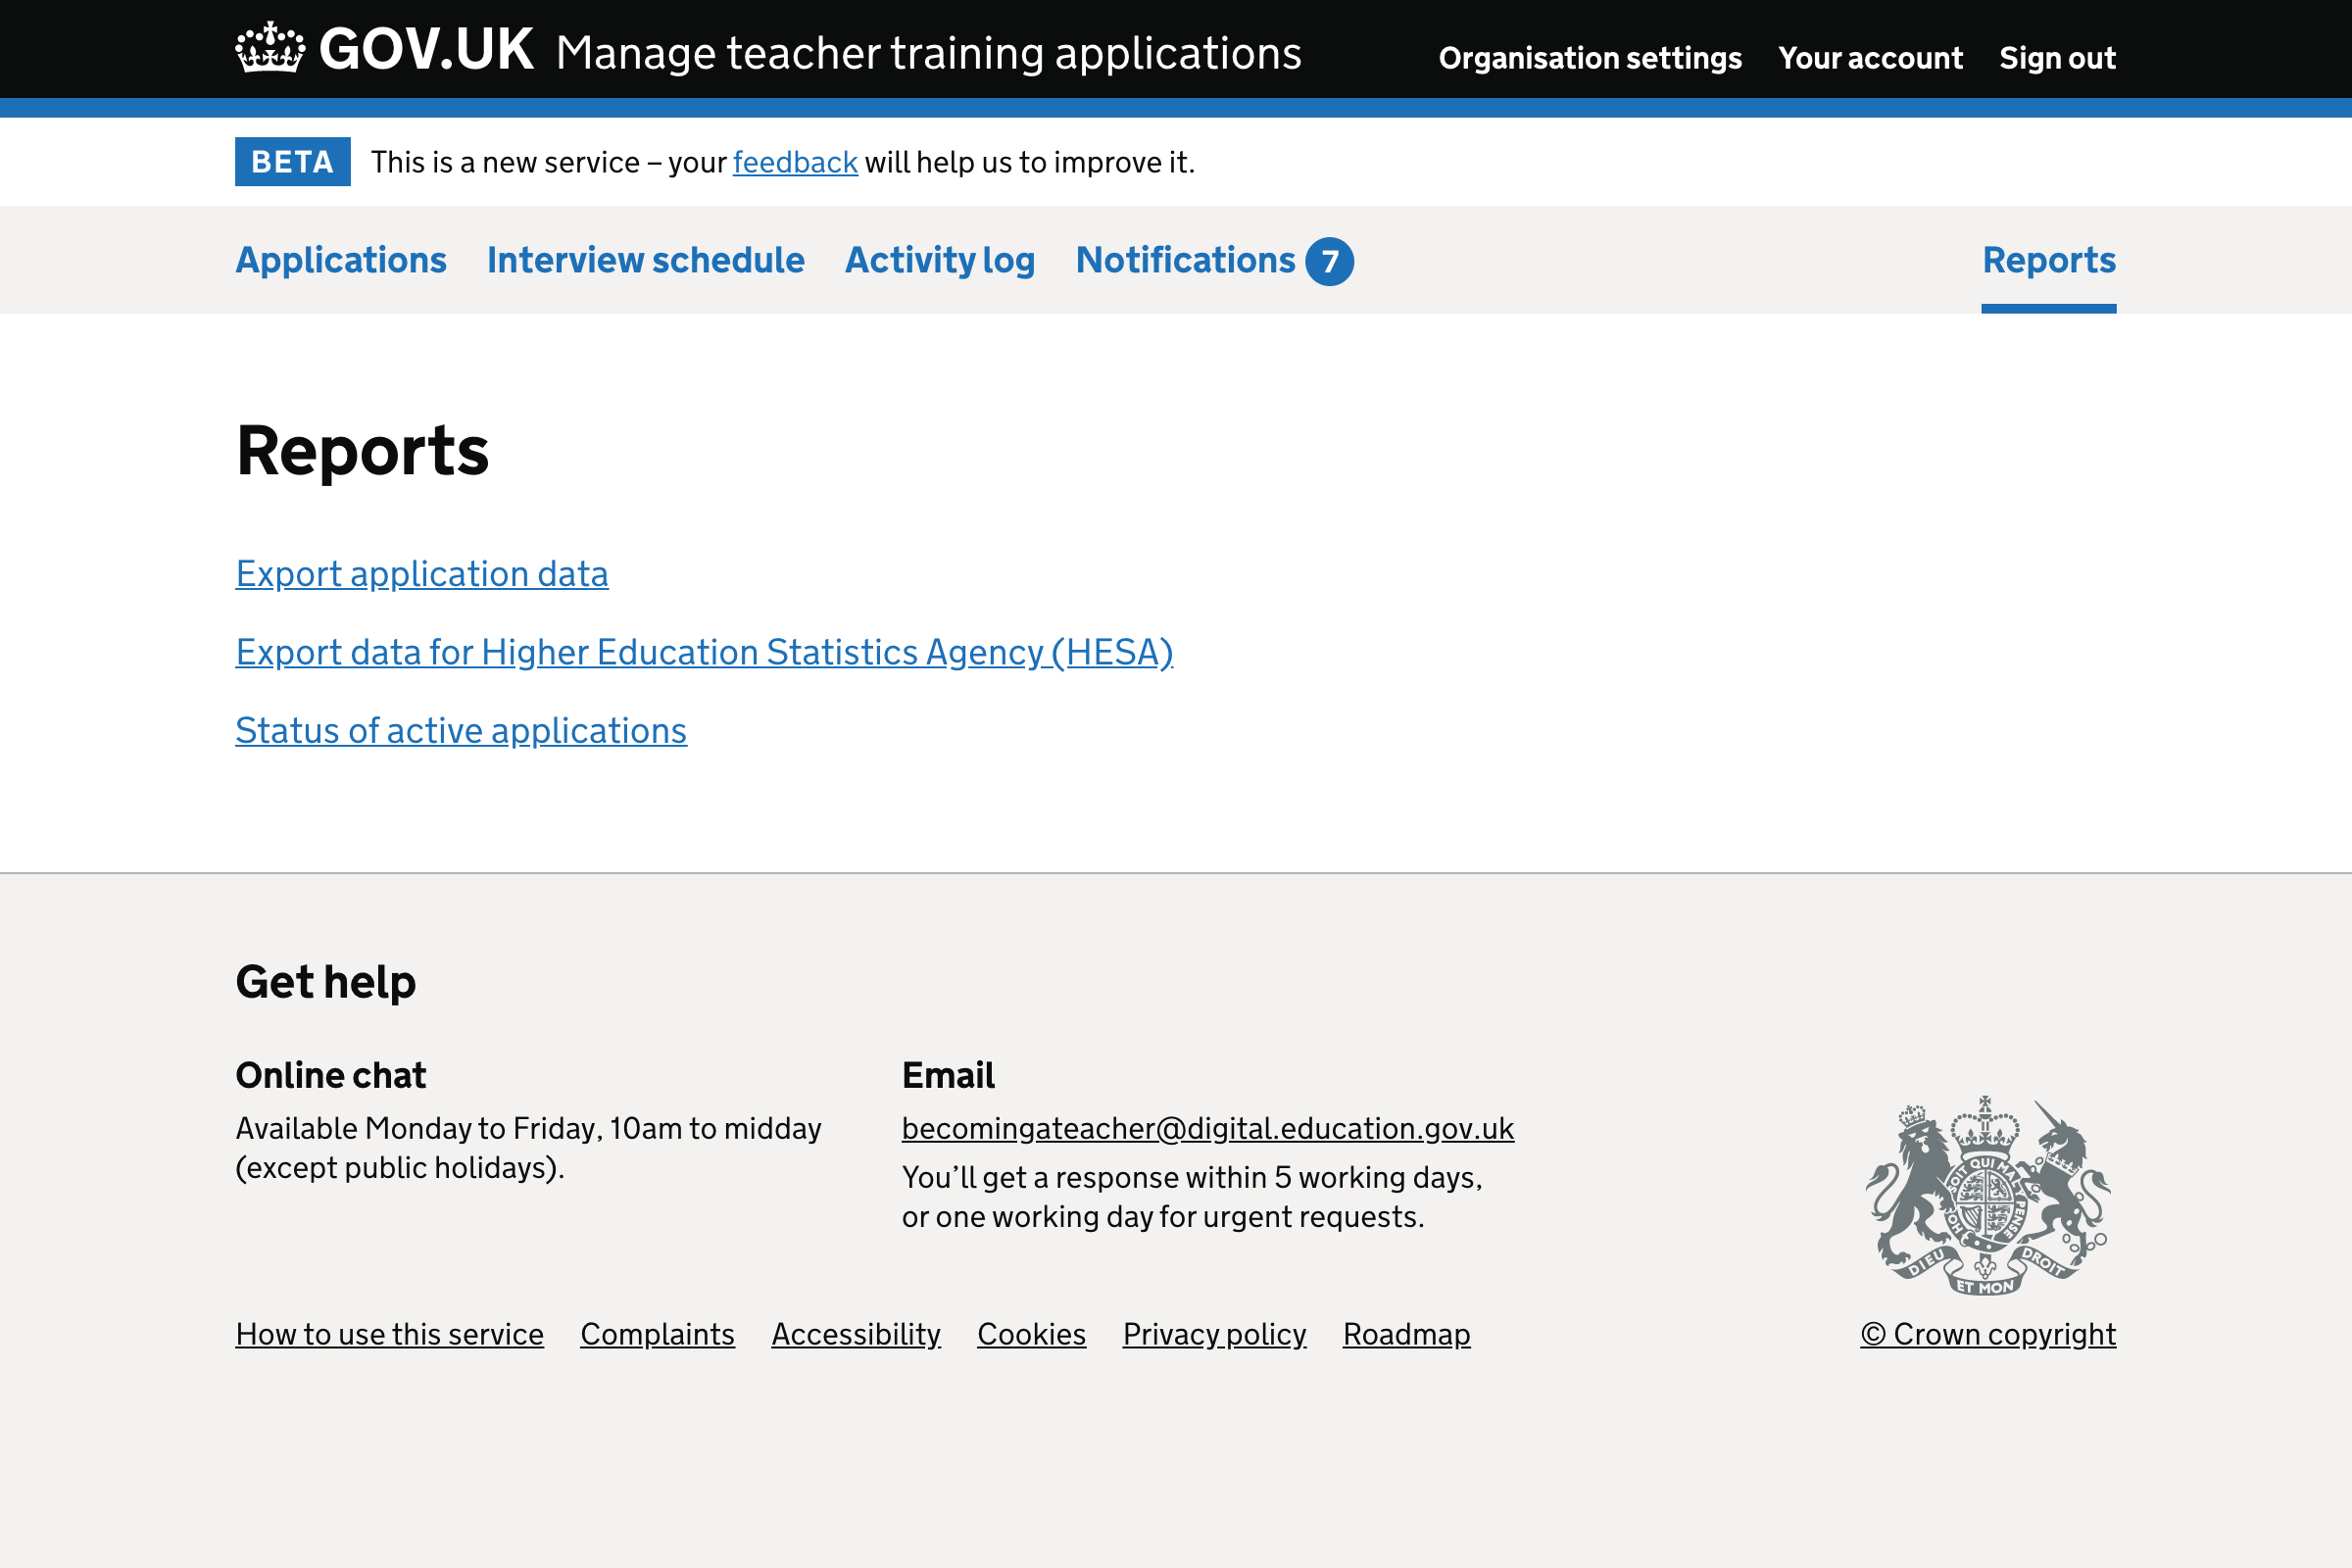 GOV.UK Manage teacher training applications Organisation settings Your account Sign out
BETA This is a new service – your feedback will help us to improve it.
Applications Interview schedule Activity log Notifications 7 Reports
Reports
Export application data
Export data for Higher Education Statistics Agency (HESA)
Status of active applications
Get help
Online chat
Available Monday to Friday, 10am to midday
(except public holidays).
Email
becomingateacher@digital.education.gov.uk
You’ll get a response within 5 working days,
or one working day for urgent requests.
SOIT QUI MAL Y PENSE
DIEU ET MON DROIT
How to use this service Complaints Accessibility Cookies Privacy policy Roadmap © Crown copyright